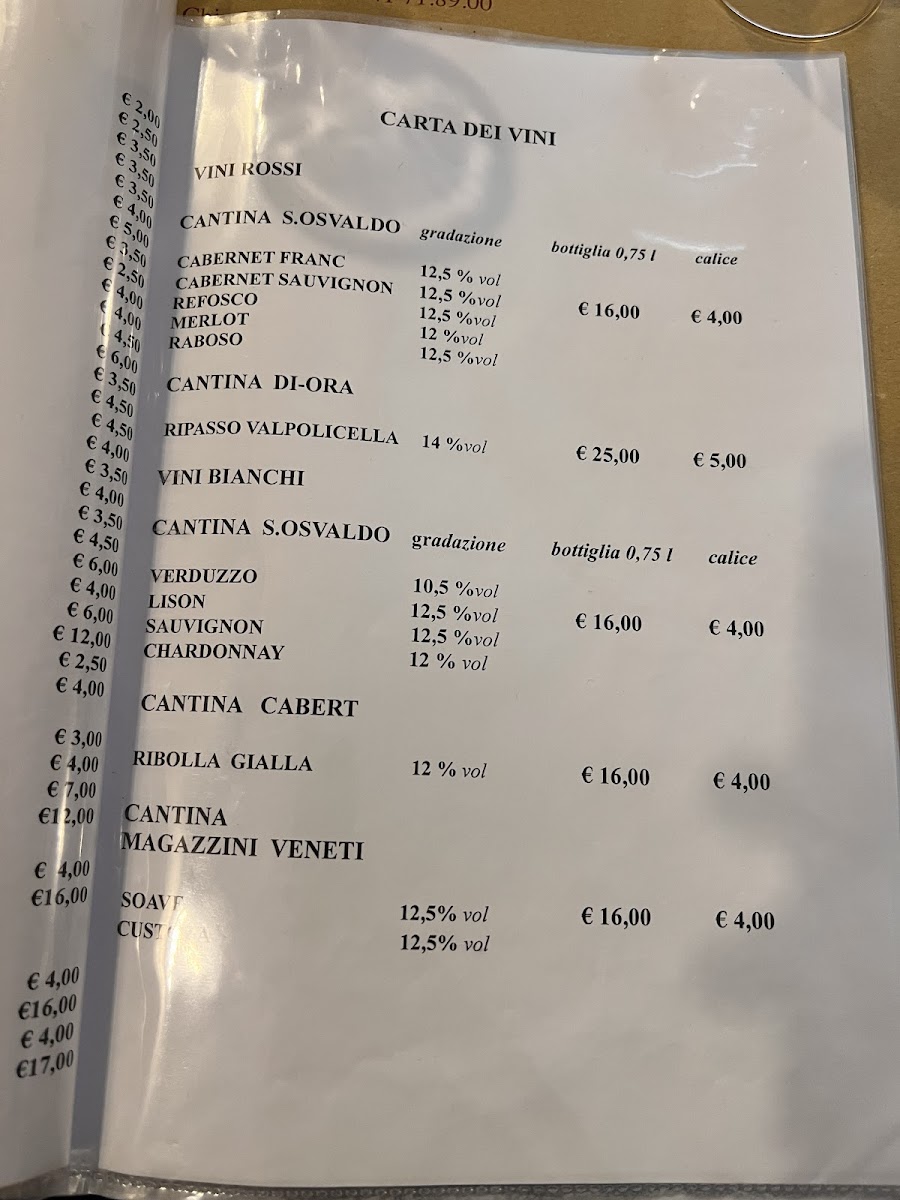 € 2,00
€ 2,50
€ 3,50
€ 3,50
€ 3,50
€ 4,00
€ 5,00
€ 3,50
€ 2,50
€ 4,00
€ 4,00
€ 4,50
€ 6,00
€ 3,50
€ 4,50
€ 4,50
€ 4,00
€ 3,50
€ 4,00
€ 3,50
€ 4,50
€ 6,00
€ 4,00
€ 6,00
€ 12,00
€ 2,50
€ 4,00
€ 3,00
€ 4,00
€ 7,00
€12,00
€ 4,00
€16,00
€ 4,00
€16,00
€ 4,00
€17,00
CARTA DEI VINI
VINI ROSSI
CANTINA S.OSVALDO gradazione bottiglia 0,75 l calice
CABERNET FRANC 12,5 % vol
CABERNET SAUVIGNON 12,5 %vol
REFOSCO 12,5 %vol € 16,00 € 4,00
MERLOT 12 %vol
RABOSO 12,5 %vol
CANTINA DI-ORA
RIPASSO VALPOLICELLA 14 %vol € 25,00 € 5,00
VINI BIANCHI
CANTINA S.OSVALDO gradazione bottiglia 0,75 l calice
VERDUZZO 10,5 %vol
LISON 12,5 %vol € 16,00 € 4,00
SAUVIGNON 12,5 %vol
CHARDONNAY 12 % vol
CANTINA CABERT
RIBOLLA GIALLA 12 % vol € 16,00 € 4,00
CANTINA
MAGAZZINI VENETI
SOAVE 12,5% vol € 16,00 € 4,00
12,5% vol